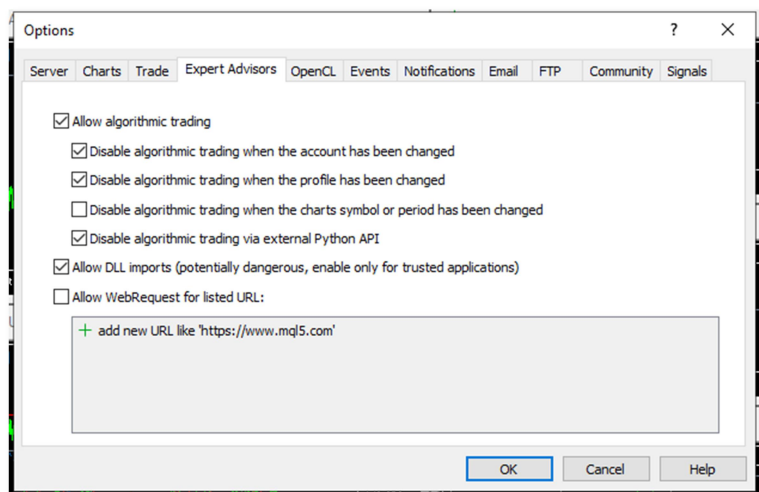 Options
?
Server Charts Trade Expert Advisors OpenCL Events Notifications Email FTP Community Signals
Allow algorithmic trading
Disable algorithmic trading when the account has been changed
Disable algorithmic trading when the profile has been changed
Disable algorithmic trading when the charts symbol or period has been changed
Disable algorithmic trading via external Python API
Allow DLL imports (potentially dangerous, enable only for trusted applications)
Allow WebRequest for listed URL:
add new URL like 'https://www.mql5.com'
OK Cancel Help